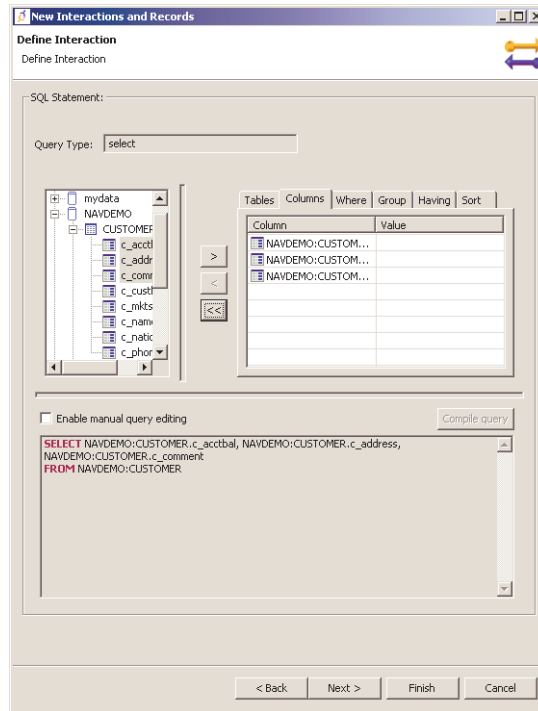 New Interactions and Records
Define Interaction
Define Interaction
SQL Statement:
Query Type: select
mydata
NAVDEMO
CUSTOMER
c_acctl
c_addr
c_comm
c_custl
c_mkts
c_name
c_natic
c_phor
>
<
<<
Tables Columns Where Group Having Sort
Column Value
NAVDEMO:CUSTOM...
NAVDEMO:CUSTOM...
NAVDEMO:CUSTOM...
Enable manual query editing
Compile query
SELECT NAVDEMO:CUSTOMER.c_acctbal, NAVDEMO:CUSTOMER.c_address,
NAVDEMO:CUSTOMER.c_comment
FROM NAVDEMO:CUSTOMER
< Back Next > Finish Cancel